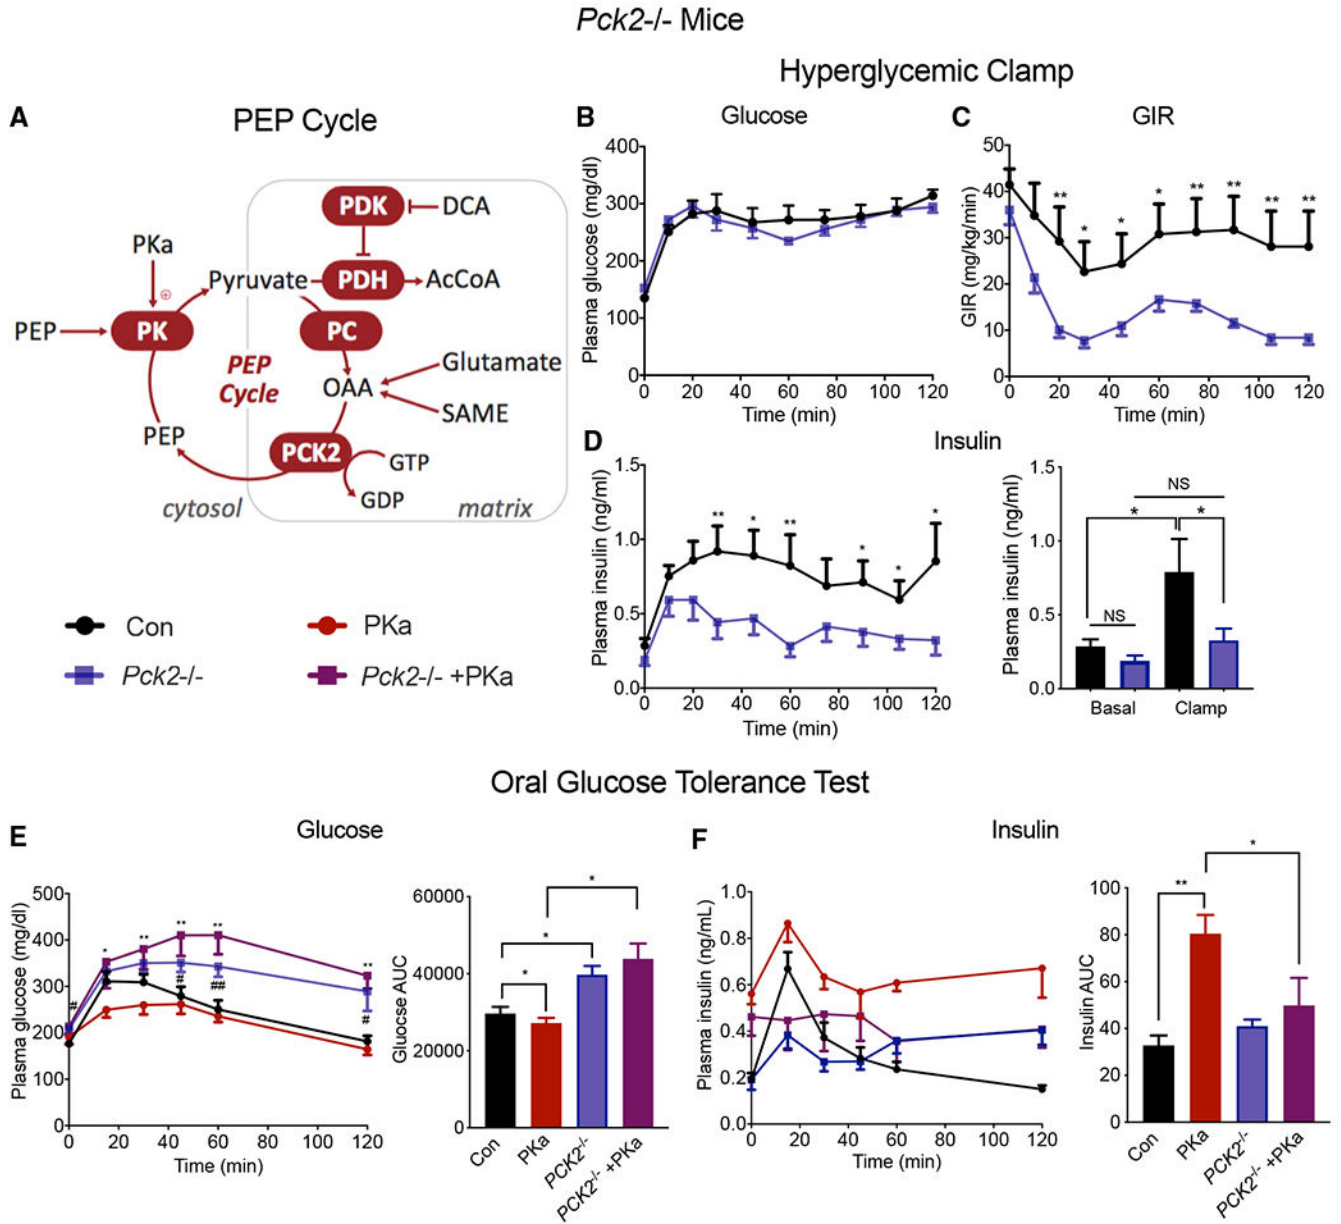 Pck2-/- Mice
Hyperglycemic Clamp
A
PEP Cycle
PDK
DCA
PKa
⊕
Pyruvate
PDH
AcCoA
PEP
PK
PC
PEP
Cycle
OAA
Glutamate
SAME
PEP
PCK2
GTP
GDP
cytosol
matrix
B
Glucose
Plasma glucose (mg/dl)
400
300
200
100
0
0 20 40 60 80 100 120
Time (min)
C
GIR
GIR (mg/kg/min)
50
40
30
20
10
0
** * * * ** ** ** **
0 20 40 60 80 100 120
Time (min)
D
Insulin
Plasma insulin (ng/ml)
1.5
1.0
0.5
0.0
** * ** * * *
0 20 40 60 80 100 120
Time (min)
Plasma insulin (ng/ml)
1.5
1.0
0.5
0.0
NS
* *
NS
Basal Clamp
Con
PKa
Pck2-/-
Pck2-/- +PKa
Oral Glucose Tolerance Test
E
Glucose
Plasma glucose (mg/dl)
500
400
300
200
100
0
# * ** ** ** **
# ## #
0 20 40 60 80 100 120
Time (min)
Gluocse AUC
60000
40000
20000
0
*
*
*
Con PKa PCK2-/- PCK2-/- +PKa
F
Insulin
Plasma insulin (ng/mL)
1.0
0.8
0.6
0.4
0.2
0.0
0 20 40 60 80 100 120
Time (min)
Insulin AUC
100
80
60
40
20
0
*
**
Con PKa PCK2-/- PCK2-/- +PKa